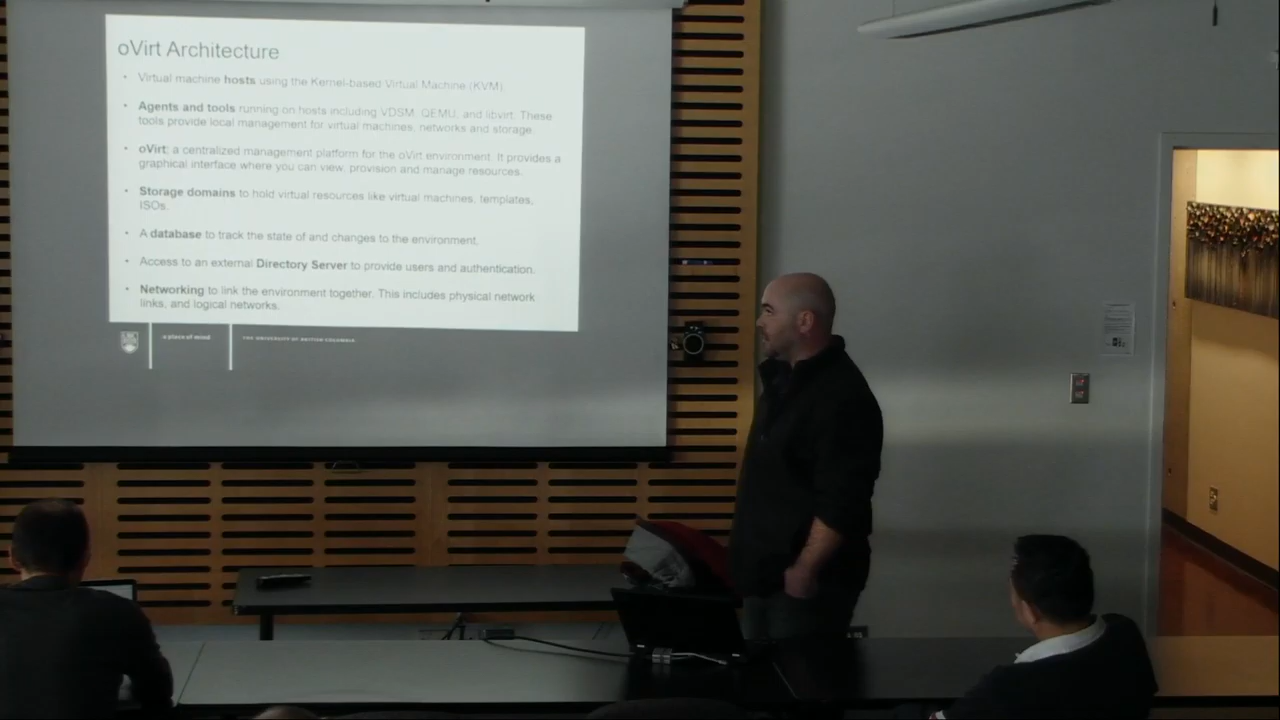 oVirt Architecture
• Virtual machine hosts using the Kernel-based Virtual Machine (KVM).
• Agents and tools running on hosts including VDSM, QEMU, and libvirt. These
tools provide local management for virtual machines, networks and storage.
• oVirt; a centralized management platform for the oVirt environment. It provides a
graphical interface where you can view, provision and manage resources.
• Storage domains to hold virtual resources like virtual machines, templates,
ISOs.
• A database to track the state of and changes to the environment.
• Access to an external Directory Server to provide users and authentication.
• Networking to link the environment together. This includes physical network
links, and logical networks.
a place of mind
THE UNIVERSITY OF BRITISH COLUMBIA